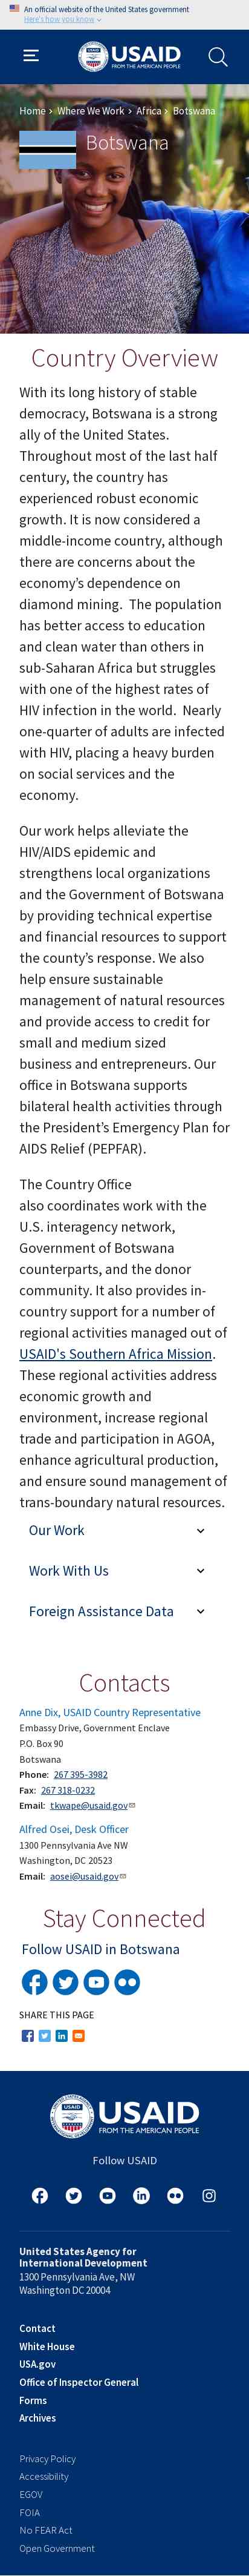 An official website of the United States government
Here's how you know
USAID
FROM THE AMERICAN PEOPLE
Home > Where We Work > Africa > Botswana
Botswana
Country Overview
With its long history of stable
democracy, Botswana is a strong
ally of the United States.
Throughout most of the last half
century, the country has
experienced robust economic
growth. It is now considered a
middle-income country, although
there are concerns about the
economy's dependence on
diamond mining. The population
has better access to education
and clean water than others in
sub-Saharan Africa but struggles
with one of the highest rates of
HIV infection in the world. Nearly
one-quarter of adults are infected
with HIV, placing a heavy burden
on social services and the
economy.
Our work helps alleviate the
HIV/AIDS epidemic and
strengthens local organizations
and the Government of Botswana
by providing technical expertise
and financial resources to support
the country's response. We also
help ensure sustainable
management of natural resources
and provide access to credit for
small and medium sized
business and entrepreneurs. Our
office in Botswana supports
bilateral health activities through
the President's Emergency Plan for
AIDS Relief (PEPFAR).
The Country Office
also coordinates work with the
U.S. interagency network,
Government of Botswana
counterparts, and the donor
community. It also provides in-
country support for a number of
regional activities managed out of
USAID's Southern Africa Mission.
These regional activities address
economic growth and
environment, increase regional
trade and participation in AGOA,
enhance agricultural production,
and ensure sound management of
trans-boundary natural resources.
Our Work
Work With Us
Foreign Assistance Data
Contacts
Anne Dix, USAID Country Representative
Embassy Drive, Government Enclave
P.O. Box 90
Botswana
Phone: 267 395-3982
Fax: 267 318-0232
Email: tkwape@usaid.gov
Alfred Osei, Desk Officer
1300 Pennsylvania Ave NW
Washington, DC 20523
Email: aosei@usaid.gov
Stay Connected
Follow USAID in Botswana
SHARE THIS PAGE
USAID
FROM THE AMERICAN PEOPLE
Follow USAID
United States Agency for
International Development
1300 Pennsylvania Ave, NW
Washington DC 20004
Contact
White House
USA.gov
Office of Inspector General
Forms
Archives
Privacy Policy
Accessibility
EGOV
FOIA
No FEAR Act
Open Government